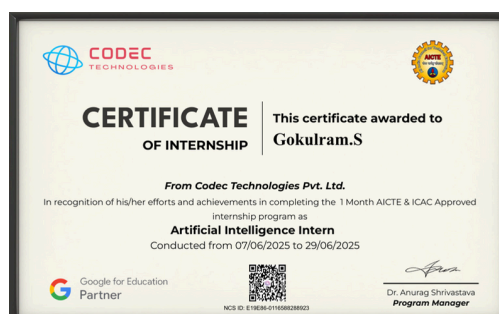 CODEC
TECHNOLOGIES
AICTE
CERTIFICATE
OF INTERNSHIP
This certificate awarded to
Gokulram.S
From Codec Technologies Pvt. Ltd.
In recognition of his/her efforts and achievements in completing the 1 Month AICTE & ICAC Approved
internship program as
Artificial Intelligence Intern
Conducted from 07/06/2025 to 29/06/2025
Google for Education
Partner
NCS ID: E19E86-0116588288923
Dr. Anurag Shrivastava
Program Manager